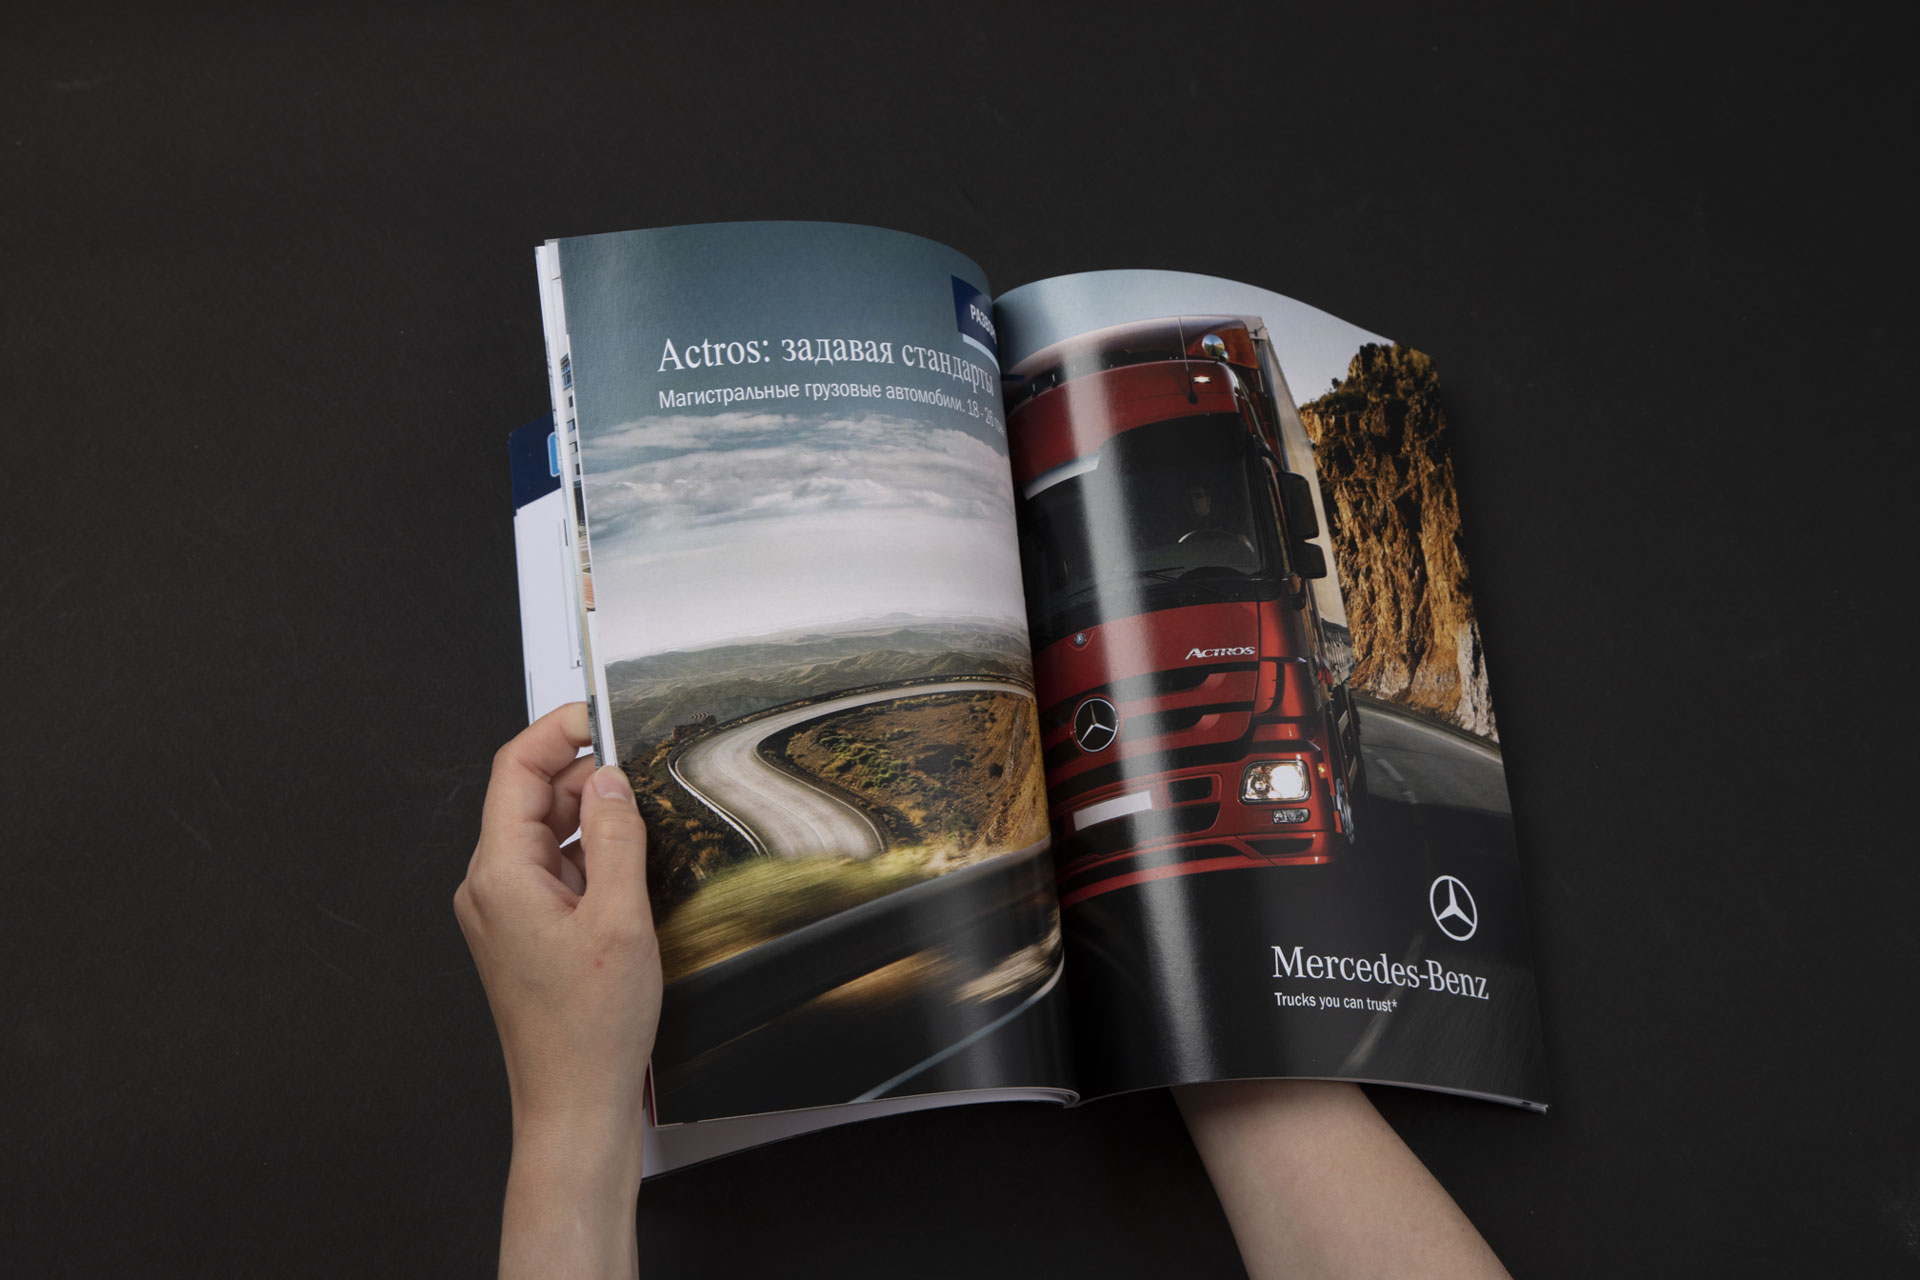 Actros: задавая стандарты
Магистральные грузовые автомобили. 18 - 26
ACTROS
Mercedes-Benz
Trucks you can trust*